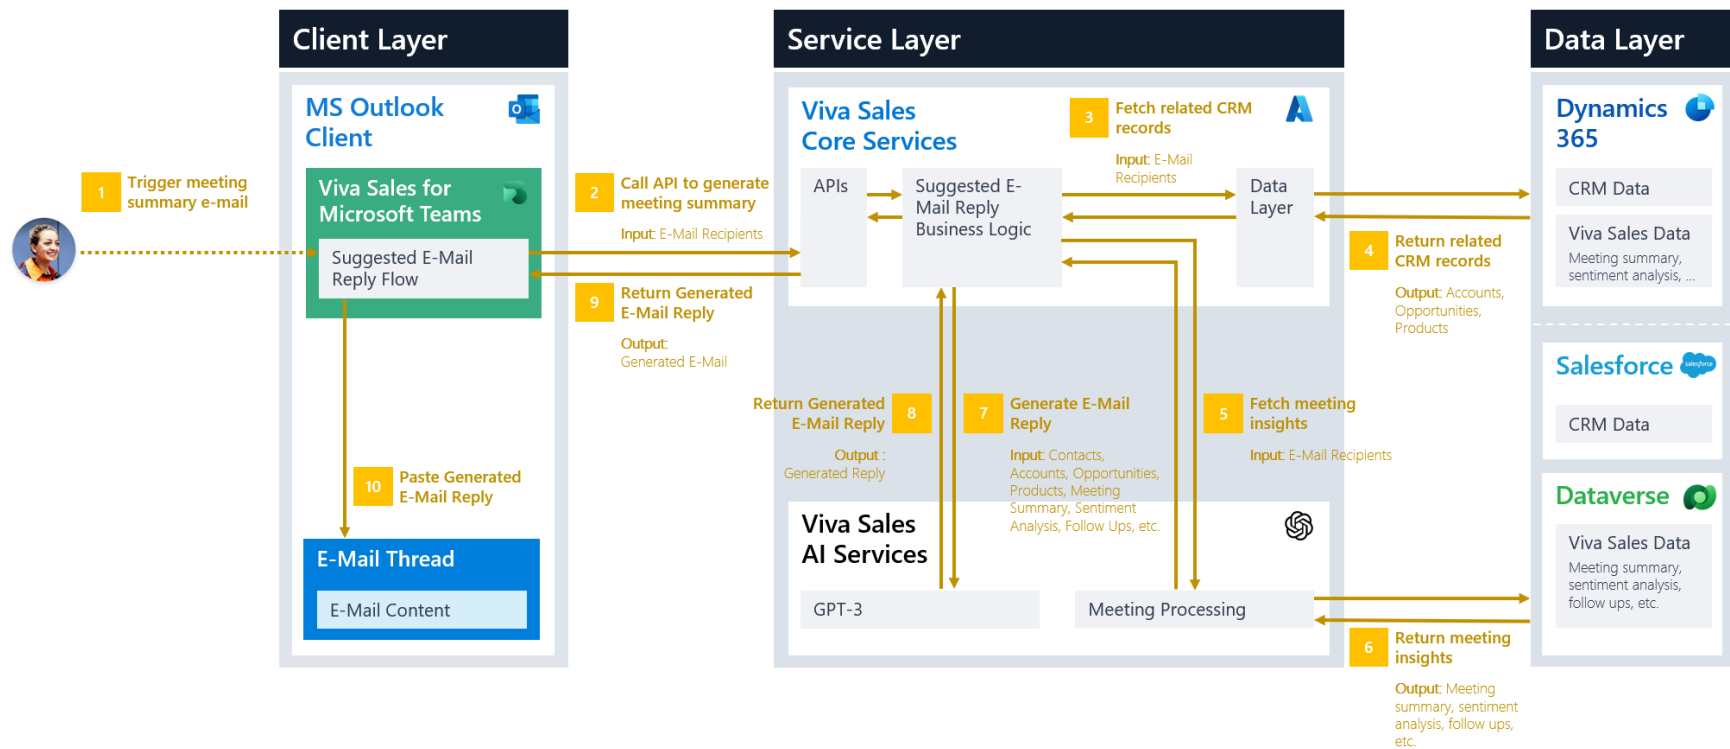 Client Layer
Service Layer
Data Layer
1
Trigger meeting
summary e-mail
MS Outlook
Client
Viva Sales for
Microsoft Teams
Suggested E-Mail
Reply Flow
2
Call API to generate
meeting summary
Input: E-Mail Recipients
9
Return Generated
E-Mail Reply
Output:
Generated E-Mail
10
Paste Generated
E-Mail Reply
E-Mail Thread
E-Mail Content
Viva Sales
Core Services
APIs
Suggested E-
Mail Reply
Business Logic
3
Fetch related CRM
records
Input: E-Mail
Recipients
Data
Layer
4
Return related
CRM records
Output: Accounts,
Opportunities,
Products
Return Generated
E-Mail Reply
8
Output :
Generated Reply
7
Generate E-Mail
Reply
Input: Contacts,
Accounts, Opportunities,
Products, Meeting
Summary, Sentiment
Analysis, Follow Ups, etc.
5
Fetch meeting
insights
Input: E-Mail Recipients
Viva Sales
AI Services
GPT-3
Meeting Processing
6
Return meeting
insights
Output: Meeting
summary, sentiment
analysis, follow ups,
etc.
Dynamics
365
CRM Data
Viva Sales Data
Meeting summary,
sentiment analysis, ...
Salesforce
salesforce
CRM Data
Dataverse
Viva Sales Data
Meeting summary,
sentiment analysis,
follow ups, etc.